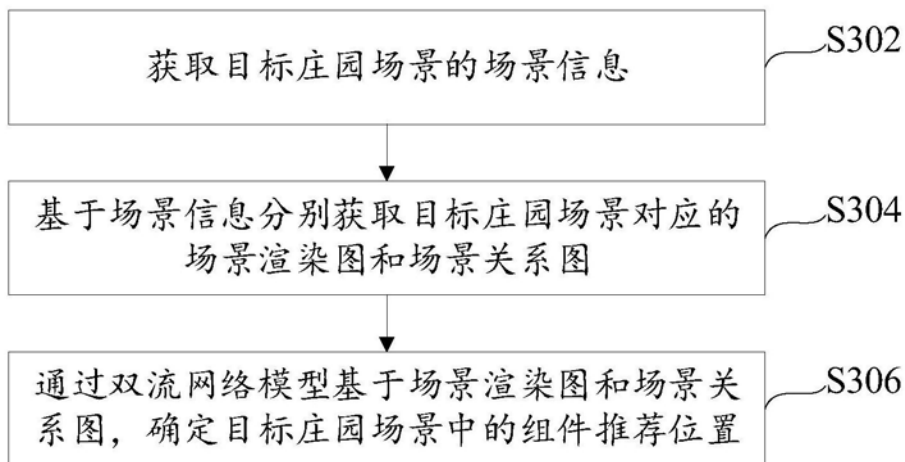 获取目标庄园场景的场景信息
S302
基于场景信息分别获取目标庄园场景对应的
场景渲染图和场景关系图
S304
通过双流网络模型基于场景渲染图和场景关
系图，确定目标庄园场景中的组件推荐位置
S306